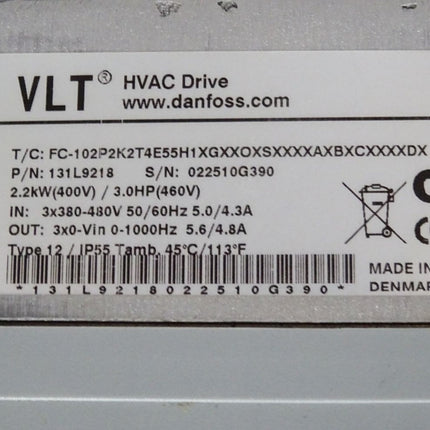 VLT® HVAC Drive
www.danfoss.com
T/C: FC-102P2K2T4E55H1XGXXOXSXXXXAXBXCXXXXDX
P/N: 131L9218 S/N: 022510G390
2.2kW(400V) / 3.0HP(460V)
IN: 3x380-480V 50/60Hz 5.0/4.3A
OUT: 3x0-Vin 0-1000Hz 5.6/4.8A
Type 12 / IP55 Tamb. 45°C/113°F
*131L9218022510G390*
MADE IN
DENMAR